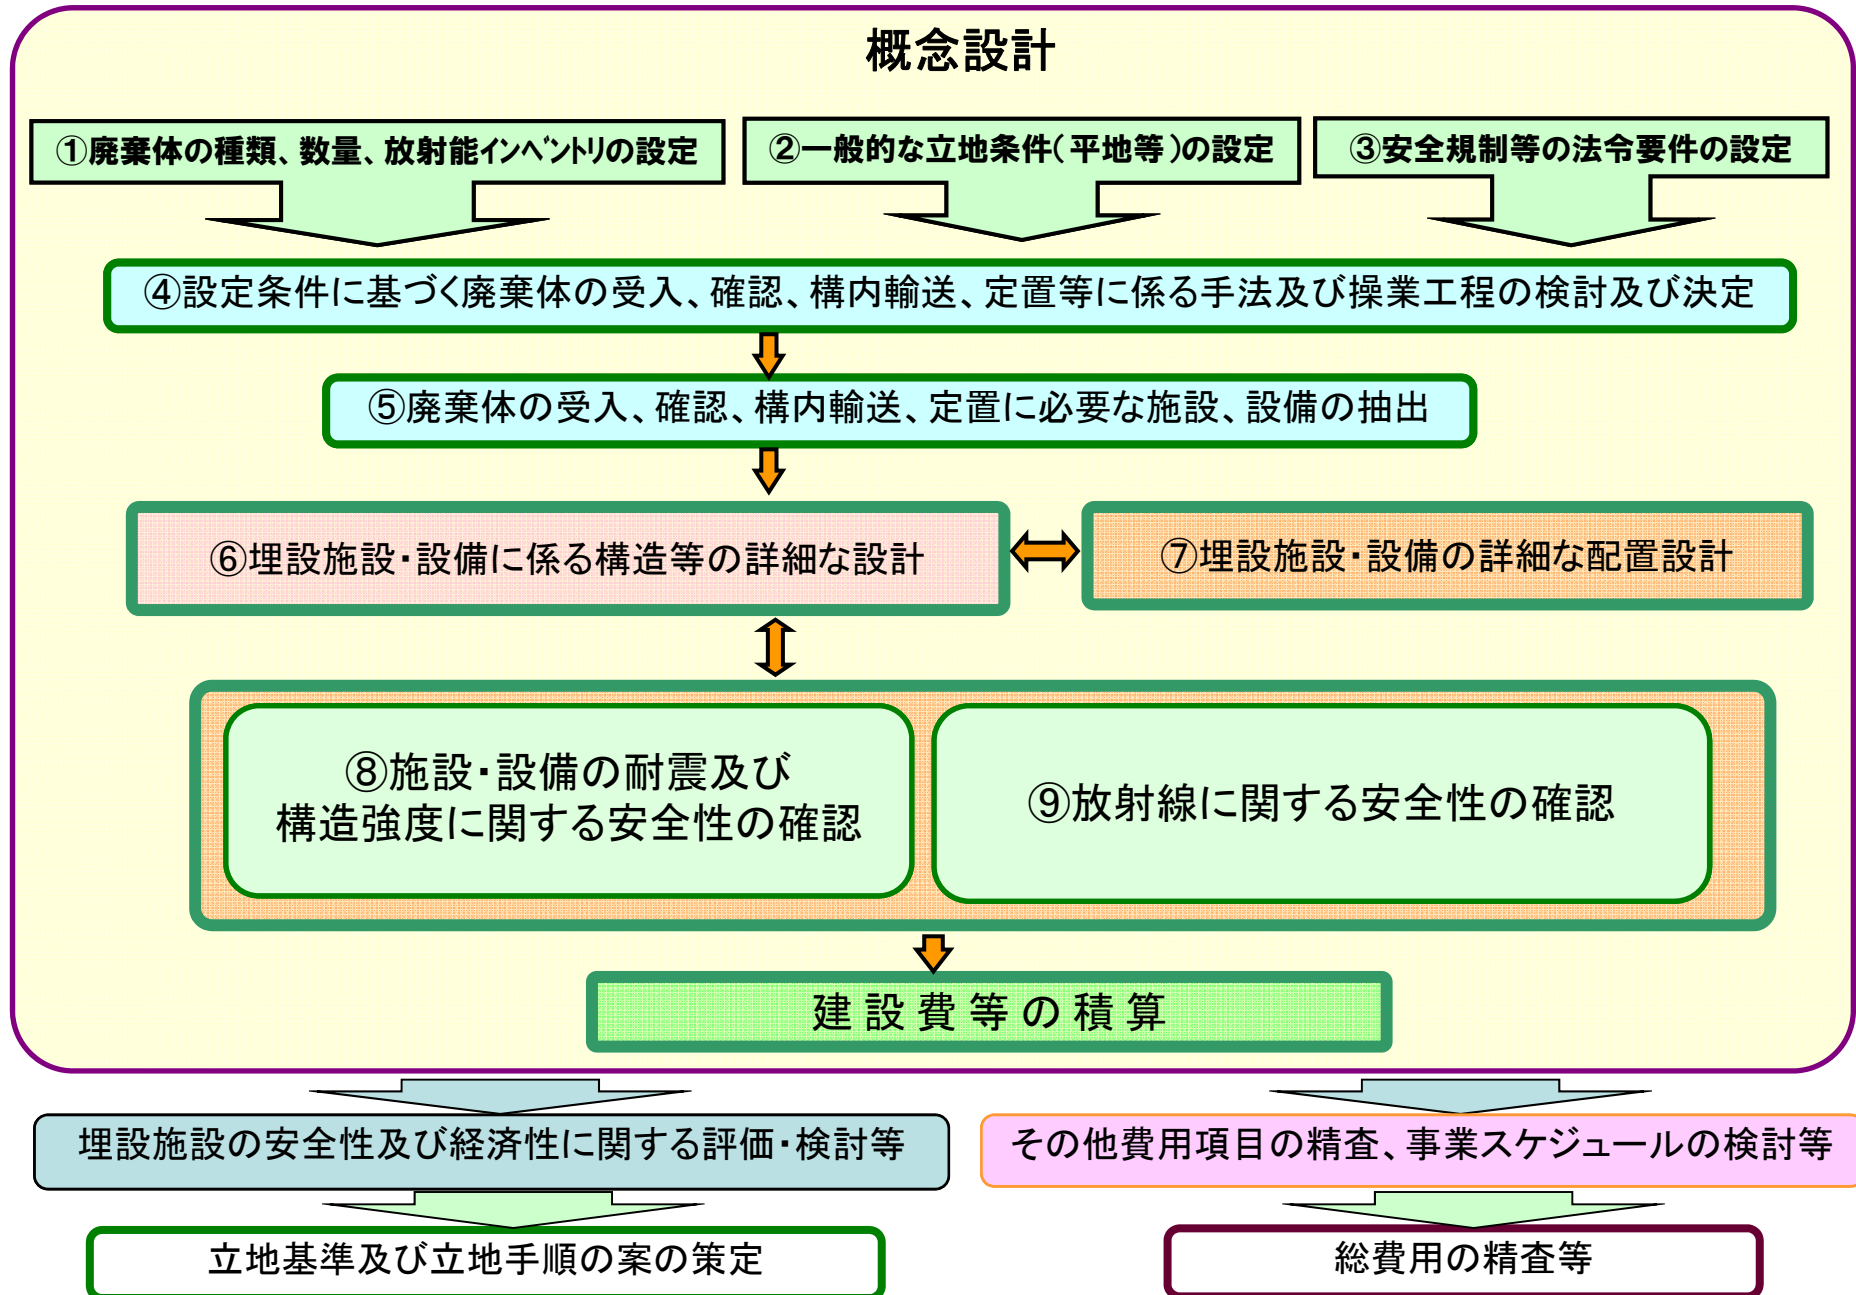 概念設計
①廃棄体の種類、数量、放射能インベントリの設定
②一般的な立地条件(平地等)の設定
③安全規制等の法令要件の設定
④設定条件に基づく廃棄体の受入、確認、構内輸送、定置等に係る手法及び操業工程の検討及び決定
⑤廃棄体の受入、確認、構内輸送、定置に必要な施設、設備の抽出
⑥埋設施設・設備に係る構造等の詳細な設計
⑦埋設施設・設備の詳細な配置設計
⑧施設・設備の耐震及び
構造強度に関する安全性の確認
⑨放射線に関する安全性の確認
建設費等の積算
埋設施設の安全性及び経済性に関する評価・検討等
その他費用項目の精査、事業スケジュールの検討等
立地基準及び立地手順の案の策定
総費用の精査等